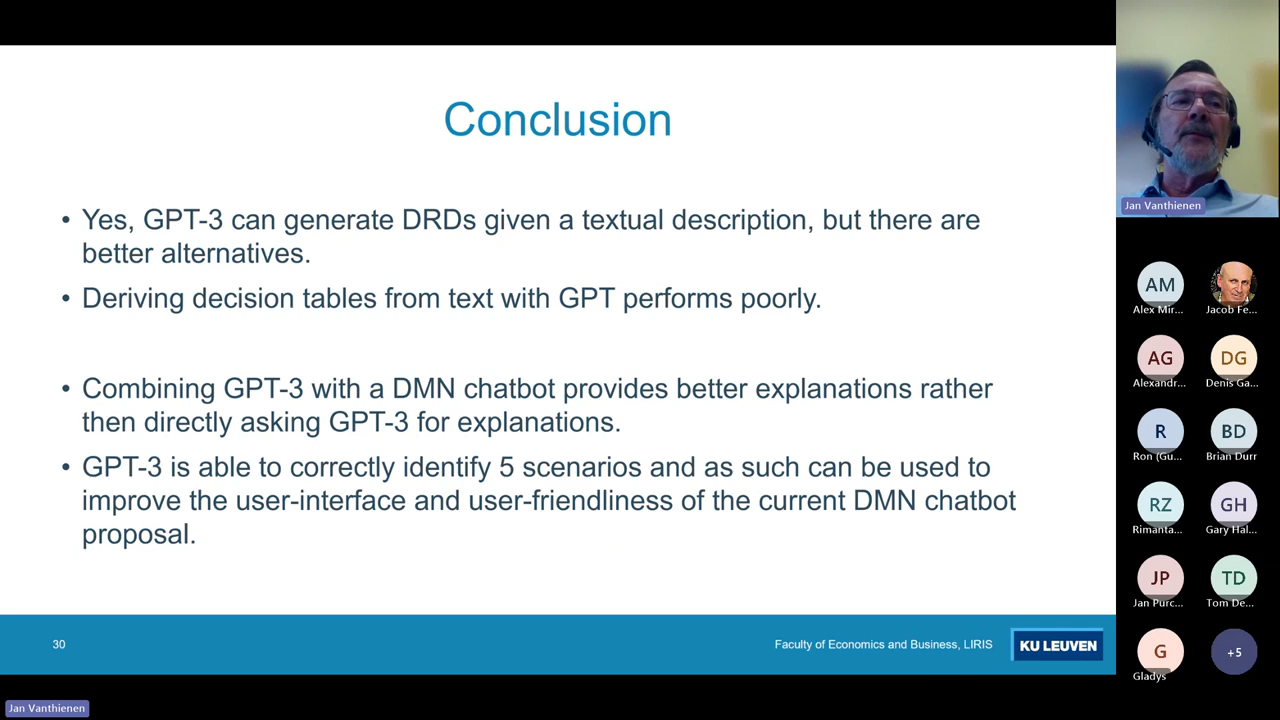 Conclusion
• Yes, GPT-3 can generate DRDs given a textual description, but there are
better alternatives.
• Deriving decision tables from text with GPT performs poorly.
• Combining GPT-3 with a DMN chatbot provides better explanations rather
then directly asking GPT-3 for explanations.
• GPT-3 is able to correctly identify 5 scenarios and as such can be used to
improve the user-interface and user-friendliness of the current DMN chatbot
proposal.
30
Faculty of Economics and Business, LIRIS
KU LEUVEN
Jan Vanthienen
Jan Vanthienen
AM
Alex Mir...
Jacob Fe...
AG
Alexandr...
DG
Denis Ga...
R
Ron (Gu...
BD
Brian Durr
RZ
Rimanta...
GH
Gary Hal...
JP
Jan Purc...
TD
Tom De...
G
Gladys
+5